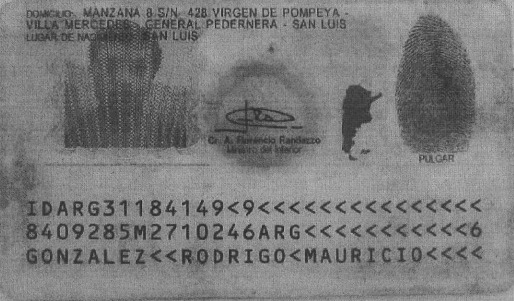 DOMICILIO: MANZANA 8 S/N 428 VIRGEN DE POMPEYA -
VILLA MERCEDES - GENERAL PEDERNERA - SAN LUIS
LUGAR DE NACIMIENTO: SAN LUIS
Cr. A. Florencio Randazzo
Ministro del Interior
PULGAR
IDARG31184149<9<<<<<<<<<<<<<<<
8409285M2710246ARG<<<<<<<<<<<6
GONZALEZ<<RODRIGO<MAURICIO<<<<